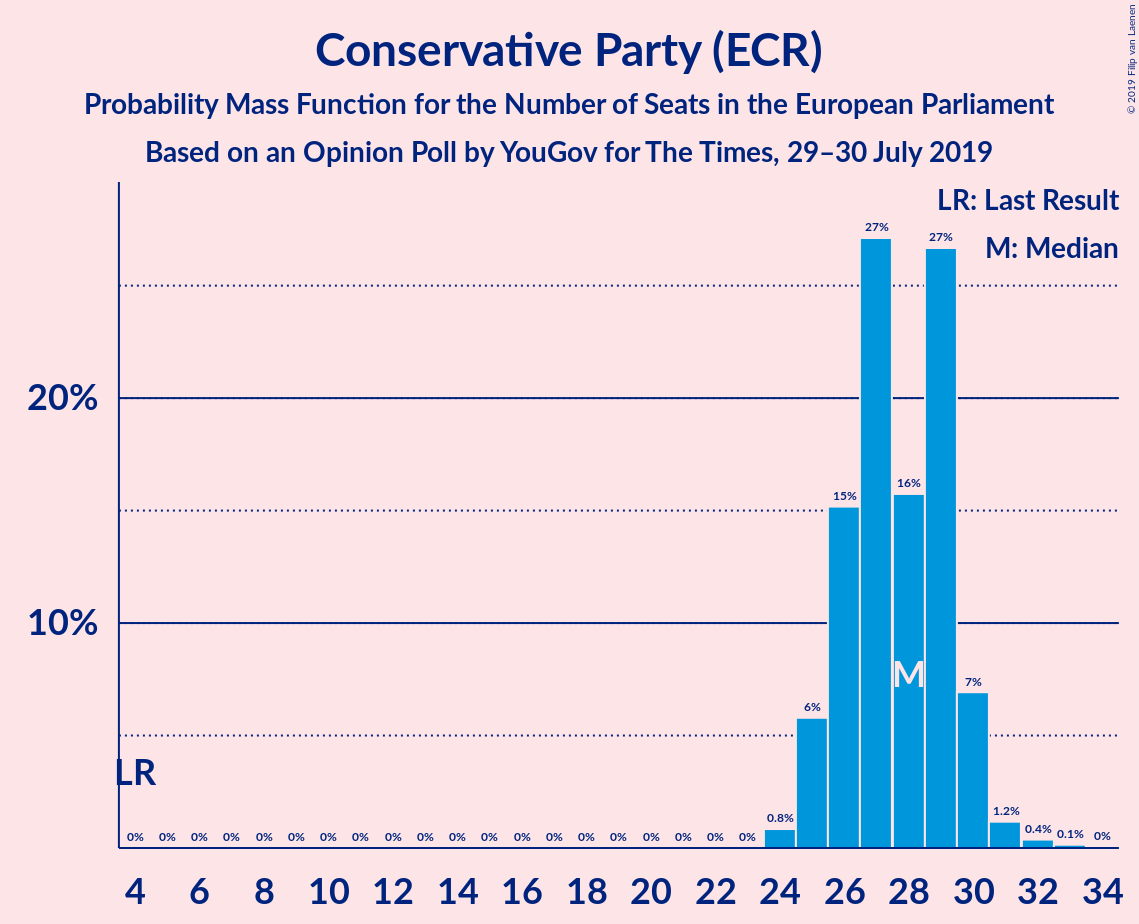 Conservative Party (ECR)
Probability Mass Function for the Number of Seats in the European Parliament
Based on an Opinion Poll by YouGov for The Times, 29–30 July 2019
© 2019 Filip van Laenen
LR: Last Result
M: Median
27%
27%
20%
15%
16%
10%
M
6%
7%
LR
0% 0% 0% 0% 0% 0% 0% 0% 0% 0% 0% 0% 0% 0% 0% 0% 0% 0% 0% 0% 0.8% 1.2% 0.4% 0.1% 0%
4 6 8 10 12 14 16 18 20 22 24 26 28 30 32 34